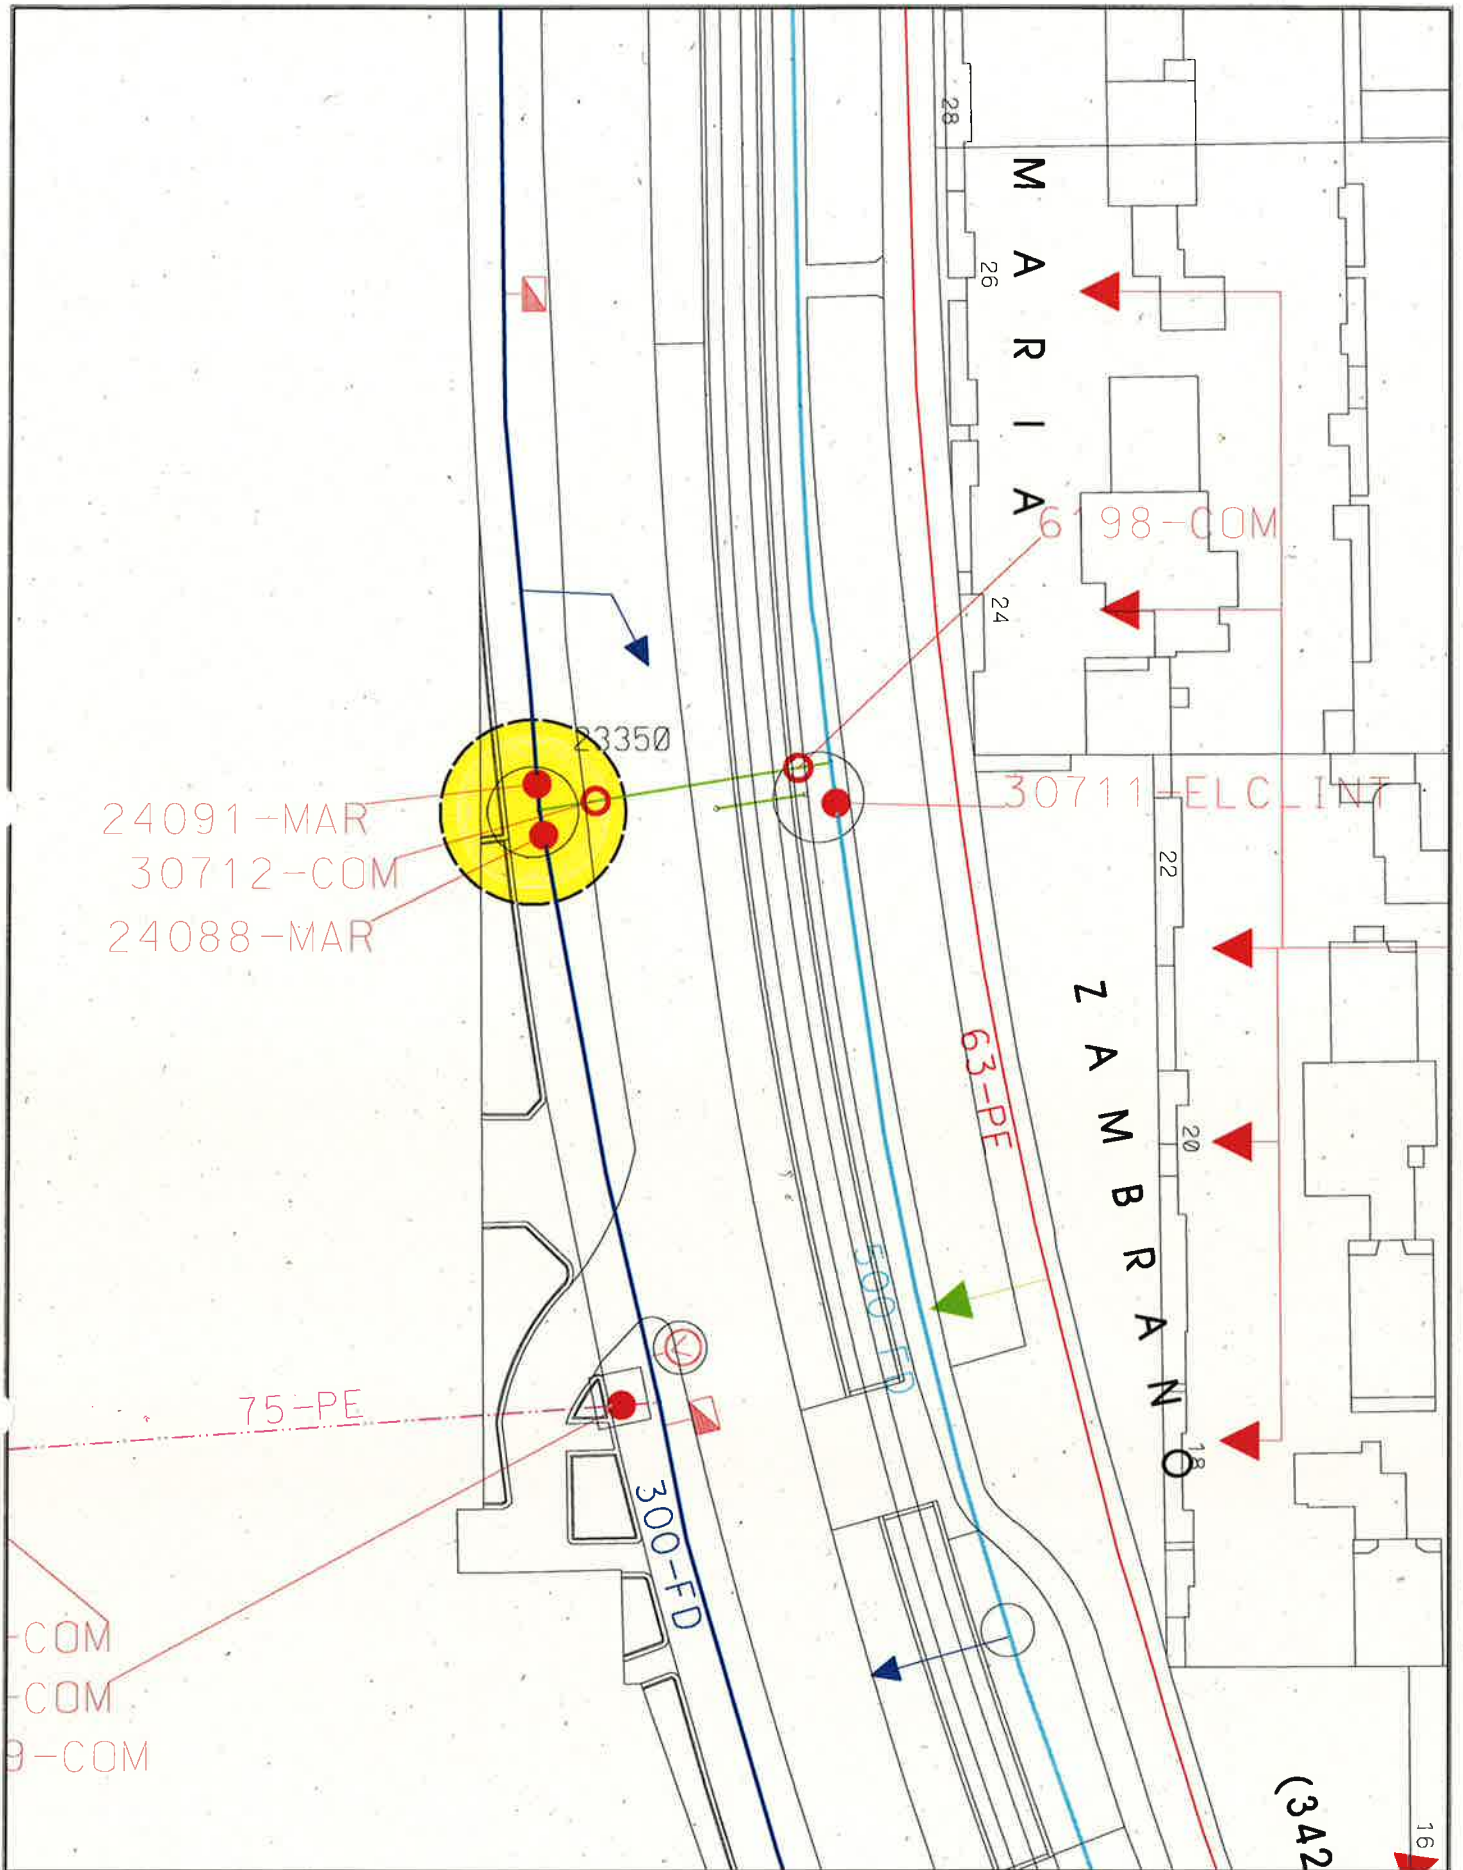 28
MARIA
26
6198-COM
24
23350
24091-MAR
30711-ELCLINT
30712-COM
22
24088-MAR
ZAMBRANO
63-PE
20
500 FD
V
75-PE
18
300-FD
-COM
-COM
9-COM
(342
16